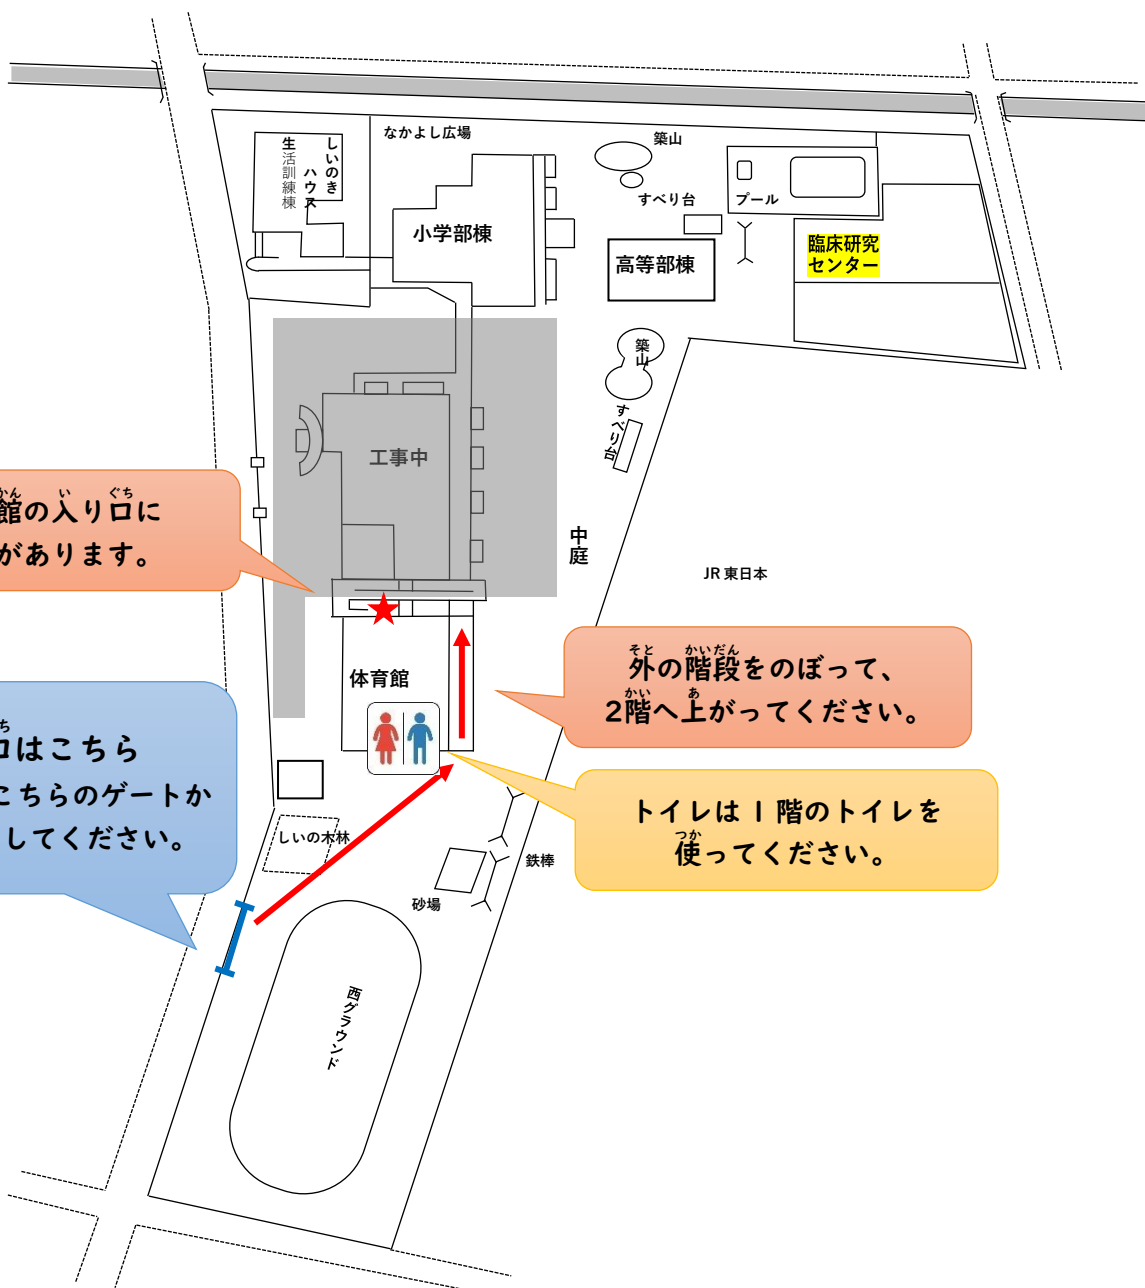 なかよし広場
築山
しいのき
ハウス
生活訓練棟
すべり台
プール
小学部棟
高等部棟
臨床研究
センター
築山
すべり台
工事中
館の入り口に
があります。
中庭
JR 東日本
体育館
外の階段をのぼって、
2階へ上がってください。
口はこちら
こちらのゲートか
してください。
トイレは1階のトイレを
使ってください。
しいの木林
鉄棒
砂場
西グラウンド